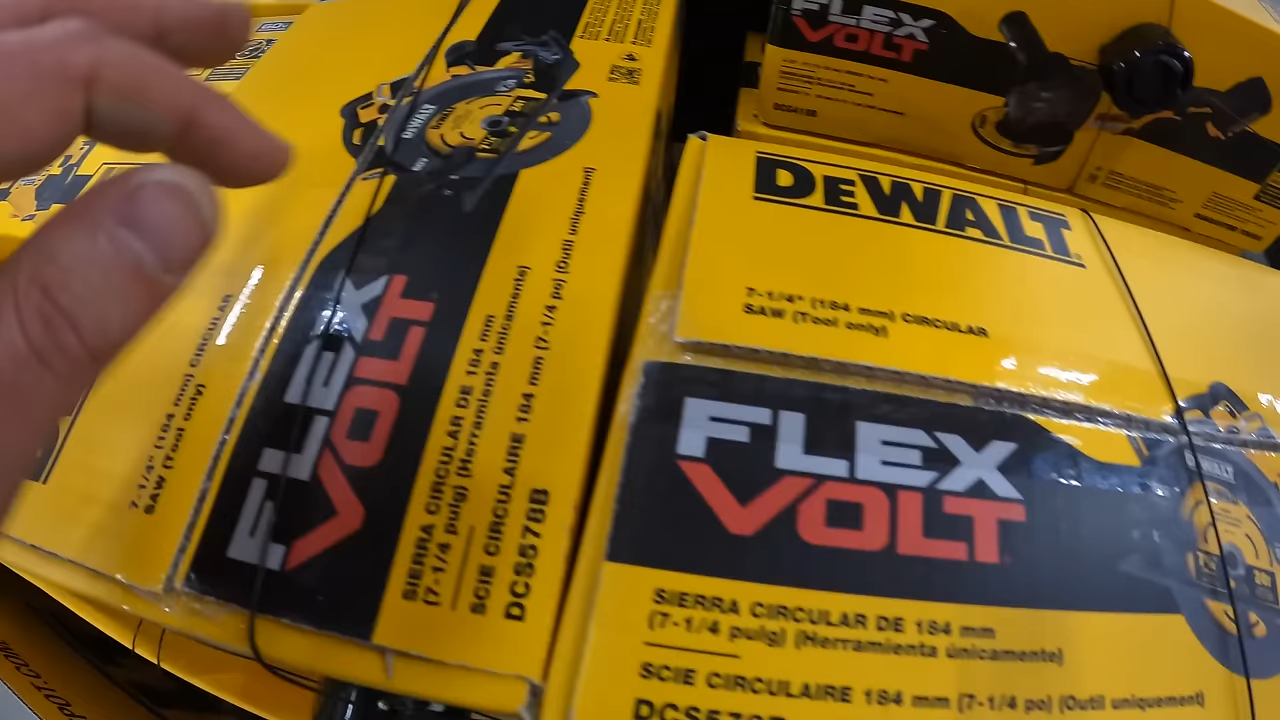 FLEX
VOLT
DCG418B
DEWALT
7-1/4" (184 mm) CIRCULAR
SAW (Tool only)
FLEX
VOLT
SIERRA CIRCULAR DE 184 mm
(7-1/4 pulg) (Herramienta únicamente)
SCIE CIRCULAIRE 184 mm (7-1/4 po) (Outil uniquement)
DEWALT
DEWALT
7-1/4" (184 mm) CIRCULAR
SAW (Tool only)
FLEX
VOLT
SIERRA CIRCULAR DE 184 mm
(7-1/4 pulg) (Herramienta únicamente)
SCIE CIRCULAIRE 184 mm (7-1/4 po) (Outil uniquement)
DCS578B